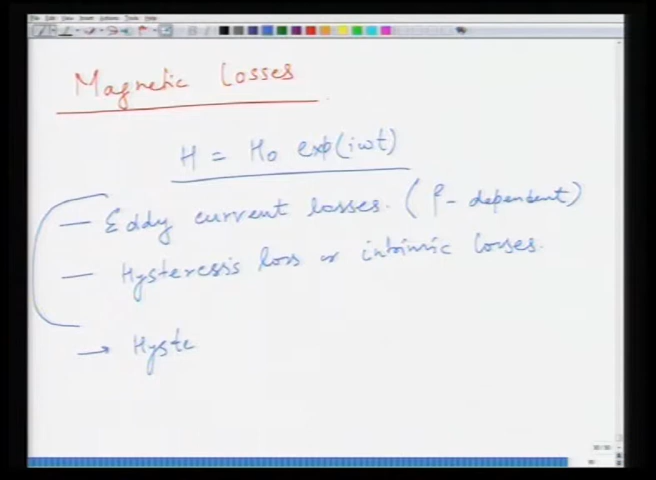 Magnetic Losses
H = H₀ exp(iωt)
— Eddy current losses. (ρ - dependent)
— Hysteresis loss or intrinsic losses.
→ Hyste